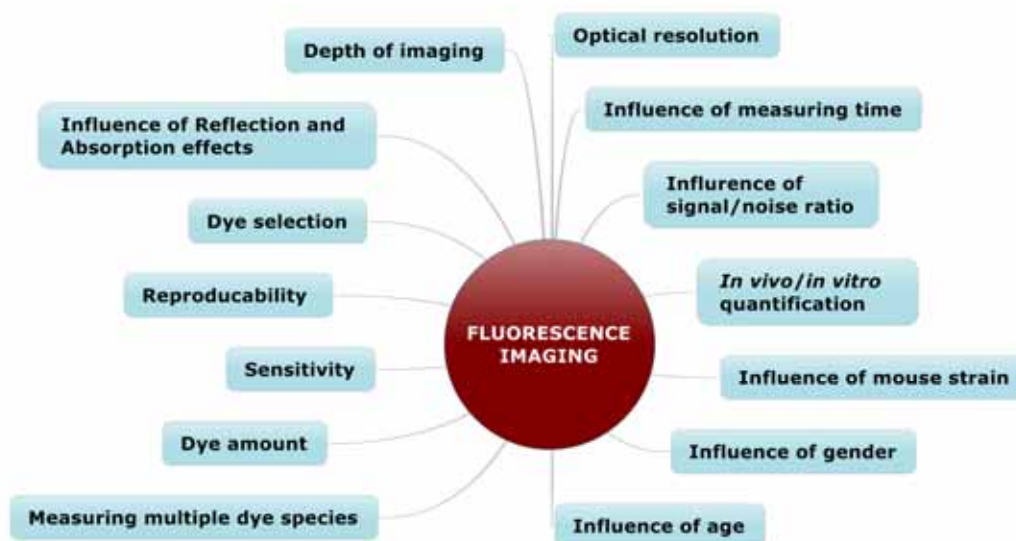 Depth of imaging
Optical resolution
Influence of measuring time
Influence of Reflection and
Absorption effects
Influrence of
signal/noise ratio
Dye selection
In vivo/in vitro
quantification
Reproducability
FLUORESCENCE
IMAGING
Sensitivity
Influence of mouse strain
Dye amount
Influence of gender
Measuring multiple dye species
Influence of age